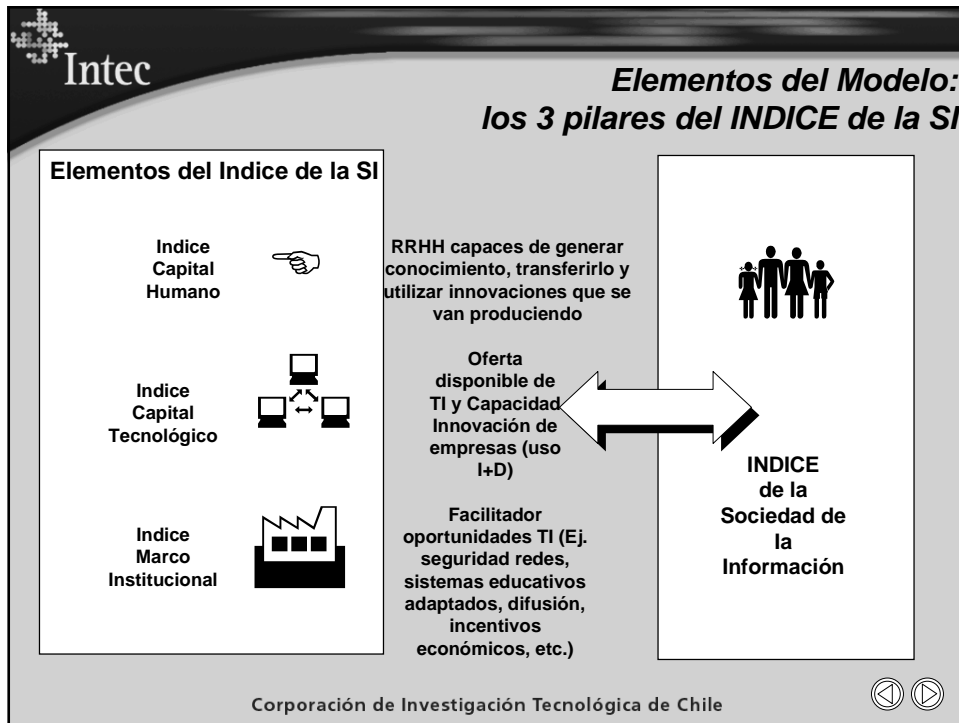 Intec
Elementos del Modelo:
los 3 pilares del INDICE de la SI
Elementos del Indice de la SI
Indice
Capital
Humano
RRHH capaces de generar
conocimiento, transferirlo y
utilizar innovaciones que se
van produciendo
Indice
Capital
Tecnológico
Oferta
disponible de
TI y Capacidad
Innovación de
empresas (uso
I+D)
Indice
Marco
Institucional
Facilitador
oportunidades TI (Ej.
seguridad redes,
sistemas educativos
adaptados, difusión,
incentivos
económicos, etc.)
INDICE
de la
Sociedad de
la
Información
Corporación de Investigación Tecnológica de Chile